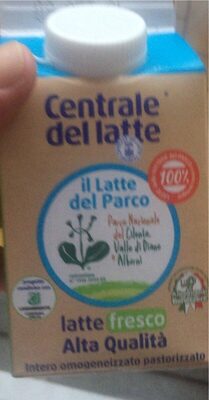 Centrale
del latte
100%
il Latte
del Parco
Parco Nazionale
del Cilento,
Vallo di Diano
e Alburni
latte fresco
Alta Qualità
Intero omogeneizzato pastorizzato